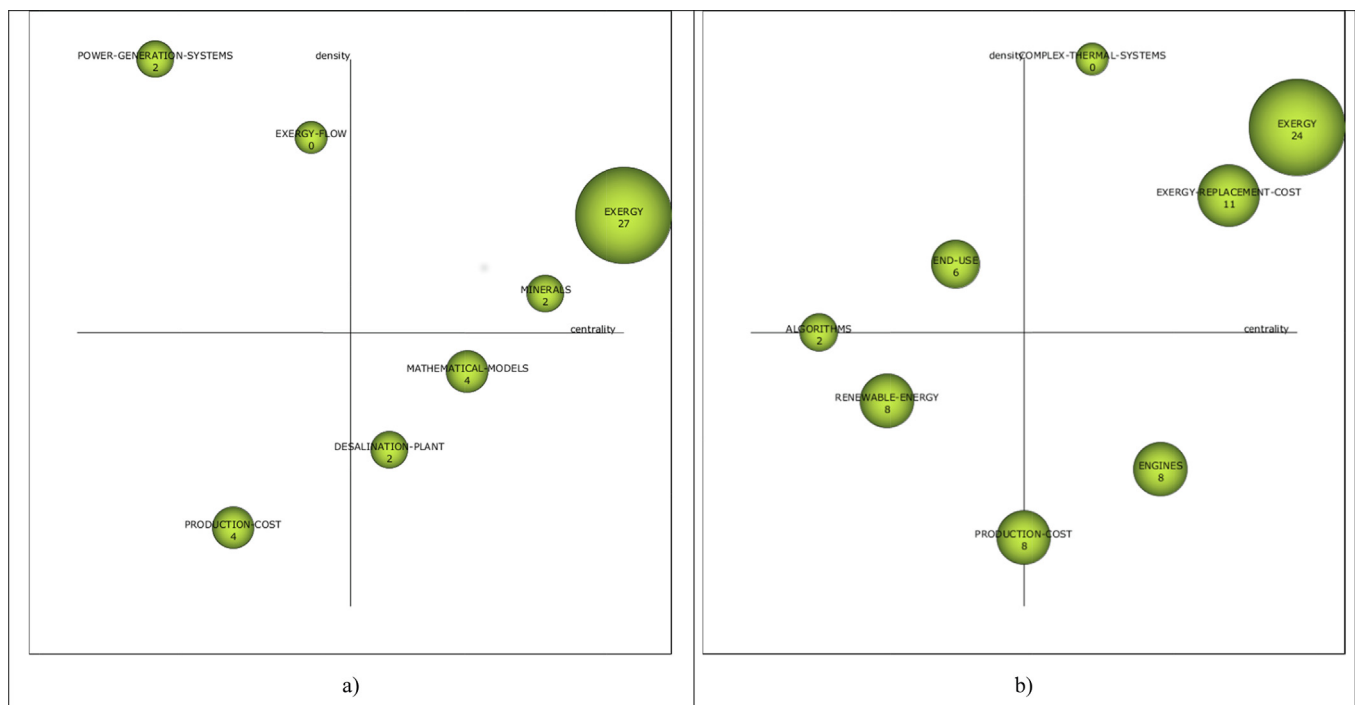 POWER-GENERATION-SYSTEMS
2
density
EXERGY-FLOW
0
EXERGY
27
MINERALS
2
centrality
MATHEMATICAL-MODELS
4
DESALINATION-PLANT
2
PRODUCTION-COST
4
a)
density
COMPLEX-THERMAL-SYSTEMS
0
EXERGY
24
EXERGY-REPLACEMENT-COST
11
END-USE
6
ALGORITHMS
2
centrality
RENEWABLE-ENERGY
8
ENGINES
8
PRODUCTION-COST
8
b)